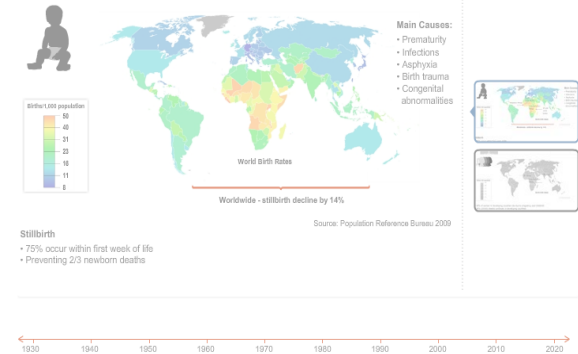 Main Causes:
• Prematurity
• Infections
• Asphyxia
• Birth trauma
• Congenital
abnormalities
Births/1,000 population
50
40
31
23
16
11
0
World Birth Rates
Worldwide - stillbirth decline by 14%
Source: Population Reference Bureau 2009
Stillbirth
• 75% occur within first week of life
• Preventing 2/3 newborn deaths
1930 1940 1950 1960 1970 1980 1990 2000 2010 2020